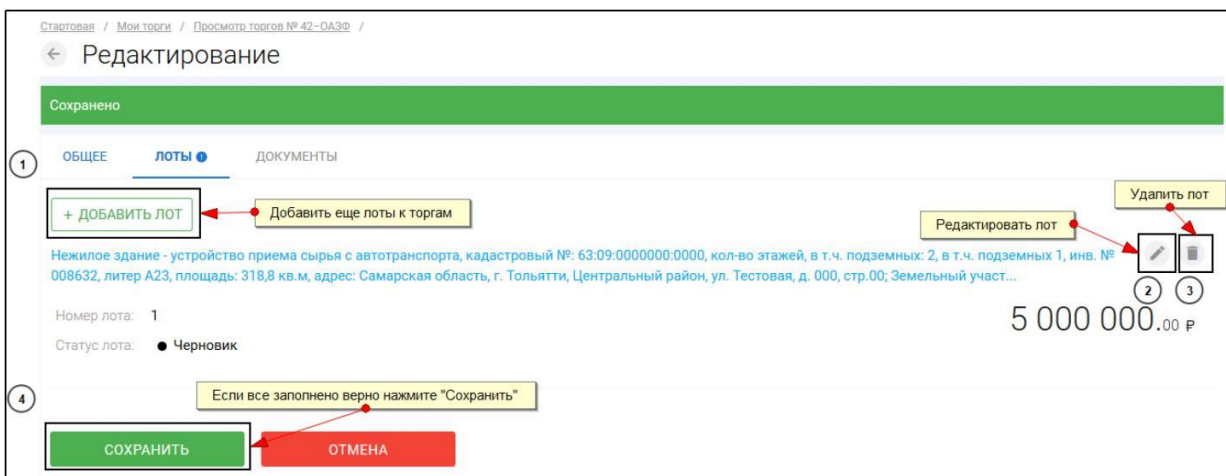 Стартовая / Мои торги / Просмотр торгов № 42-ОАЗФ /
← Редактирование
Сохранено
1
ОБЩЕЕ ЛОТЫ ДОКУМЕНТЫ
Удалить лот
+ ДОБАВИТЬ ЛОТ Добавить еще лоты к торгам
Редактировать лот
Нежилое здание - устройство приема сырья с автотранспорта, кадастровый №: 63:09:0000000:0000, кол-во этажей, в т.ч. подземных: 2, в т.ч. подземных 1, инв. №
008632, литер А23, площадь: 318,8 кв.м, адрес: Самарская область, г. Тольятти, Центральный район, ул. Тестовая, д. 000, стр.00; Земельный участ...
2 3
Номер лота: 1
5 000 000.00 ₽
Статус лота: ● Черновик
4
Если все заполнено верно нажмите "Сохранить"
СОХРАНИТЬ ОТМЕНА